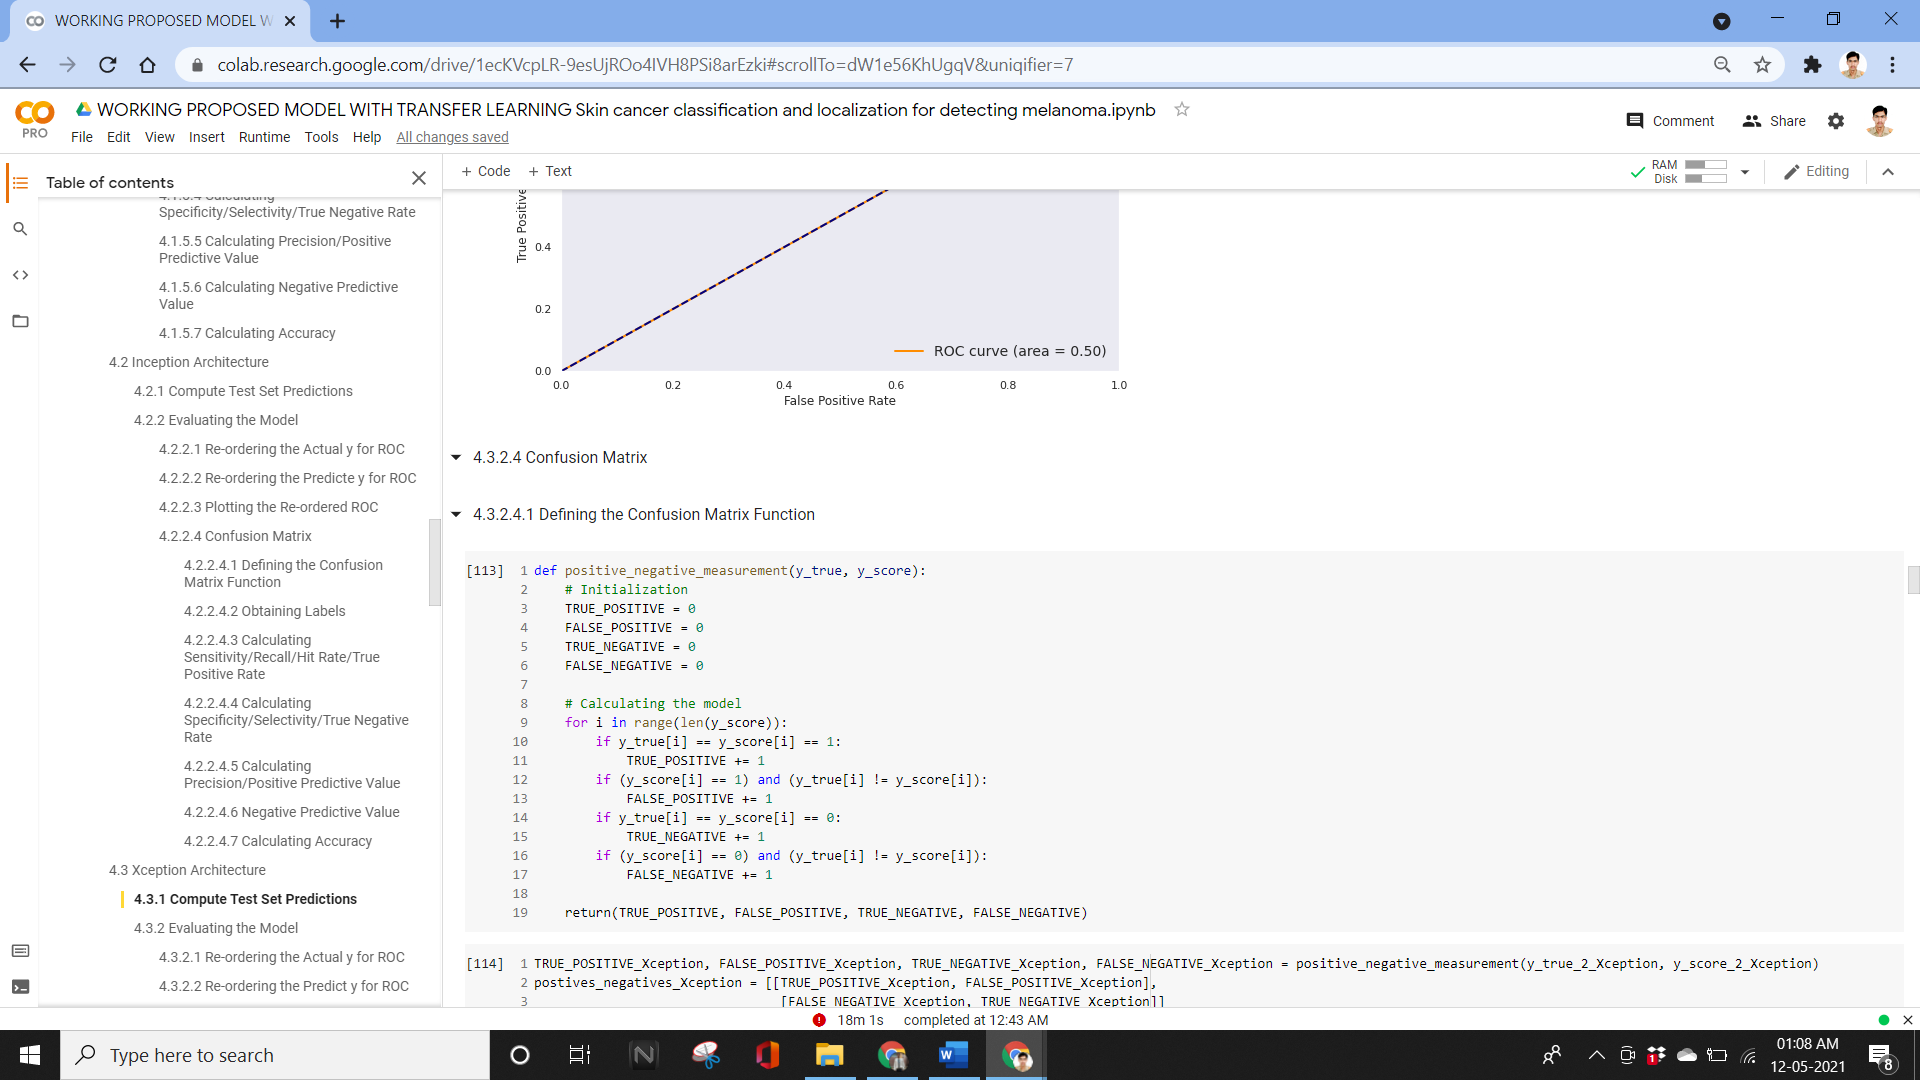 WORKING PROPOSED MODEL W
colab.research.google.com/drive/1ecKVcpLR-9esUjROo4IVH8PSi8arEzki#scrollTo=dW1e56KhUgqV&uniqifier=7
PRO
WORKING PROPOSED MODEL WITH TRANSFER LEARNING Skin cancer classification and localization for detecting melanoma.ipynb
File Edit View Insert Runtime Tools Help All changes saved
Comment Share
Table of contents
+ Code + Text
RAM
Disk
Editing
4.1.5.4 Calculating
Specificity/Selectivity/True Negative Rate
4.1.5.5 Calculating Precision/Positive
Predictive Value
4.1.5.6 Calculating Negative Predictive
Value
4.1.5.7 Calculating Accuracy
4.2 Inception Architecture
4.2.1 Compute Test Set Predictions
4.2.2 Evaluating the Model
4.2.2.1 Re-ordering the Actual y for ROC
4.2.2.2 Re-ordering the Predicte y for ROC
4.2.2.3 Plotting the Re-ordered ROC
4.2.2.4 Confusion Matrix
4.2.2.4.1 Defining the Confusion
Matrix Function
4.2.2.4.2 Obtaining Labels
4.2.2.4.3 Calculating
Sensitivity/Recall/Hit Rate/True
Positive Rate
4.2.2.4.4 Calculating
Specificity/Selectivity/True Negative
Rate
4.2.2.4.5 Calculating
Precision/Positive Predictive Value
4.2.2.4.6 Negative Predictive Value
4.2.2.4.7 Calculating Accuracy
4.3 Xception Architecture
4.3.1 Compute Test Set Predictions
4.3.2 Evaluating the Model
4.3.2.1 Re-ordering the Actual y for ROC
4.3.2.2 Re-ordering the Predict y for ROC
True Positive
0.4
0.2
0.0
ROC curve (area = 0.50)
0.0 0.2 0.4 0.6 0.8 1.0
False Positive Rate
4.3.2.4 Confusion Matrix
4.3.2.4.1 Defining the Confusion Matrix Function
[113] 1 def positive_negative_measurement(y_true, y_score):
2 # Initialization
3 TRUE_POSITIVE = 0
4 FALSE_POSITIVE = 0
5 TRUE_NEGATIVE = 0
6 FALSE_NEGATIVE = 0
7
8 # Calculating the model
9 for i in range(len(y_score)):
10 if y_true[i] == y_score[i] == 1:
11 TRUE_POSITIVE += 1
12 if (y_score[i] == 1) and (y_true[i] != y_score[i]):
13 FALSE_POSITIVE += 1
14 if y_true[i] == y_score[i] == 0:
15 TRUE_NEGATIVE += 1
16 if (y_score[i] == 0) and (y_true[i] != y_score[i]):
17 FALSE_NEGATIVE += 1
18
19 return(TRUE_POSITIVE, FALSE_POSITIVE, TRUE_NEGATIVE, FALSE_NEGATIVE)
[114] 1 TRUE_POSITIVE_Xception, FALSE_POSITIVE_Xception, TRUE_NEGATIVE_Xception, FALSE_NEGATIVE_Xception = positive_negative_measurement(y_true_2_Xception, y_score_2_Xception)
2 postives_negatives_Xception = [[TRUE_POSITIVE_Xception, FALSE_POSITIVE_Xception],
3 [FALSE_NEGATIVE_Xception, TRUE_NEGATIVE_Xception]]
18m 1s completed at 12:43 AM
Type here to search
01:08 AM
12-05-2021
1
8